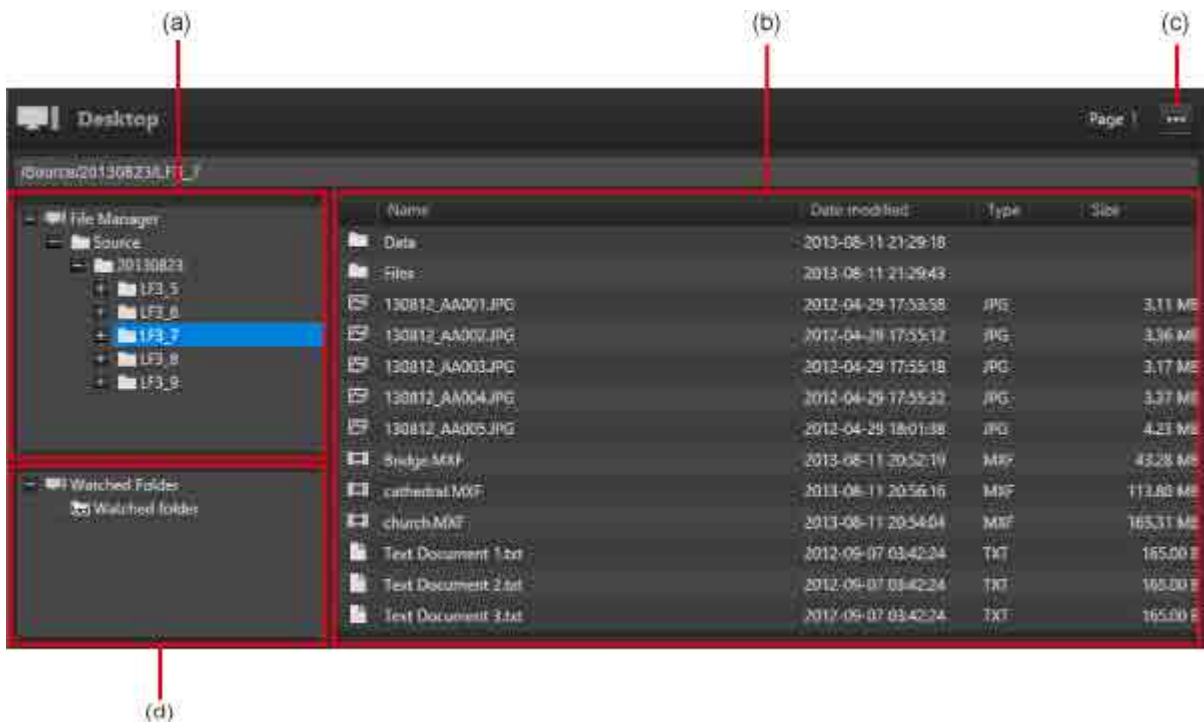 (a) (b) (c)
Desktop Page 1 •••
/Source/20130823/LF3_7
File Manager
Source
20130823
LF3_5
LF3_6
LF3_7
LF3_8
LF3_9
Watched Folder
Watched folder
Name Date modified Type Size
Data 2013-08-11 21:29:18
Files 2013-08-11 21:29:43
130812_AA001.JPG 2012-04-29 17:53:58 JPG 3.11 MB
130812_AA002.JPG 2012-04-29 17:55:12 JPG 3.36 MB
130812_AA003.JPG 2012-04-29 17:55:18 JPG 3.17 MB
130812_AA004.JPG 2012-04-29 17:55:32 JPG 3.37 MB
130812_AA005.JPG 2012-04-29 18:01:38 JPG 4.23 MB
Bridge.MXF 2013-08-11 20:52:19 MXF 43.28 MB
cathedral.MXF 2013-08-11 20:56:16 MXF 113.80 MB
church.MXF 2013-08-11 20:54:04 MXF 165.31 MB
Text Document 1.txt 2012-09-07 03:42:24 TXT 165.00 B
Text Document 2.txt 2012-09-07 03:42:24 TXT 165.00 B
Text Document 3.txt 2012-09-07 03:42:24 TXT 165.00 B
(d)